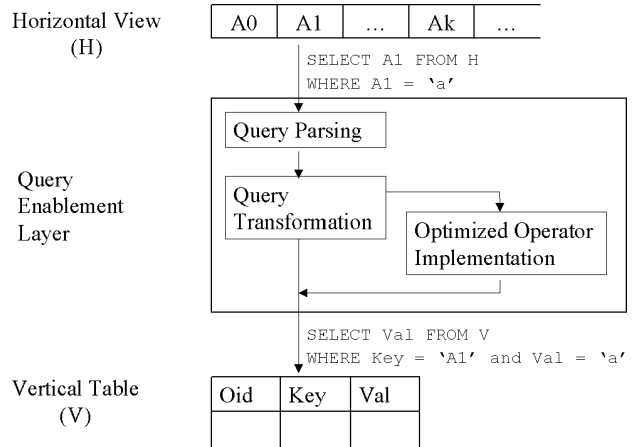 Horizontal View
(H)
A0 A1 ... Ak ...
SELECT A1 FROM H
WHERE A1 = 'a'
Query Parsing
Query
Enablement
Layer
Query
Transformation
Optimized Operator
Implementation
SELECT Val FROM V
WHERE Key = 'A1' and Val = 'a'
Vertical Table
(V)
Oid Key Val